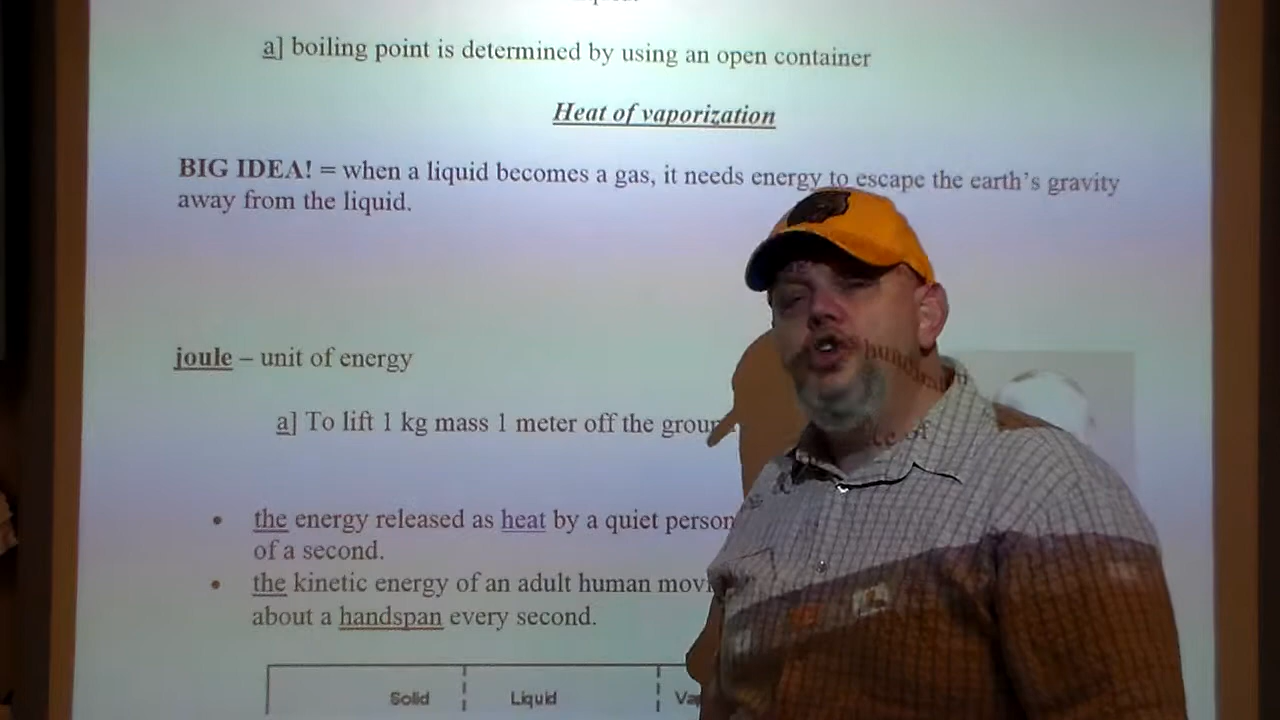 a] boiling point is determined by using an open container
Heat of vaporization
BIG IDEA! = when a liquid becomes a gas, it needs energy to escape the earth's gravity
away from the liquid.
joule – unit of energy
a] To lift 1 kg mass 1 meter off the
the energy released as heat by a quiet person
of a second.
the kinetic energy of an adult human
about a handspan every second.
Solid Liquid